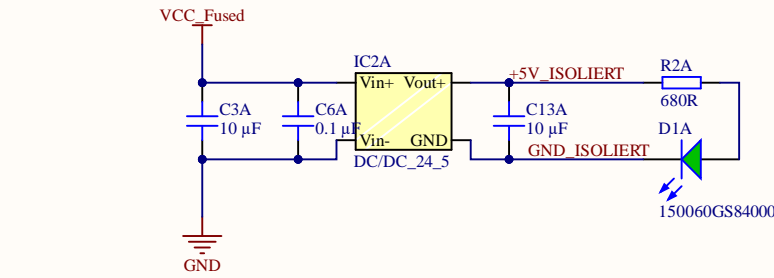 VCC_Fused
IC2A
Vin+ Vout+
+5V_ISOLIERT
R2A
680R
C3A
10 µF
C6A
0.1 µF
C13A
10 µF
D1A
Vin- GND
GND_ISOLIERT
DC/DC_24_5
150060GS84000
GND